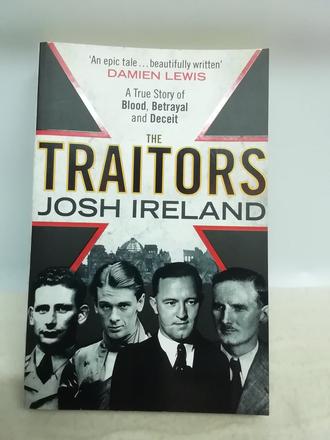 'An epic tale...beautifully written'
DAMIEN LEWIS
A True Story of
Blood, Betrayal
and Deceit
THE
TRAITORS
JOSH IRELAND